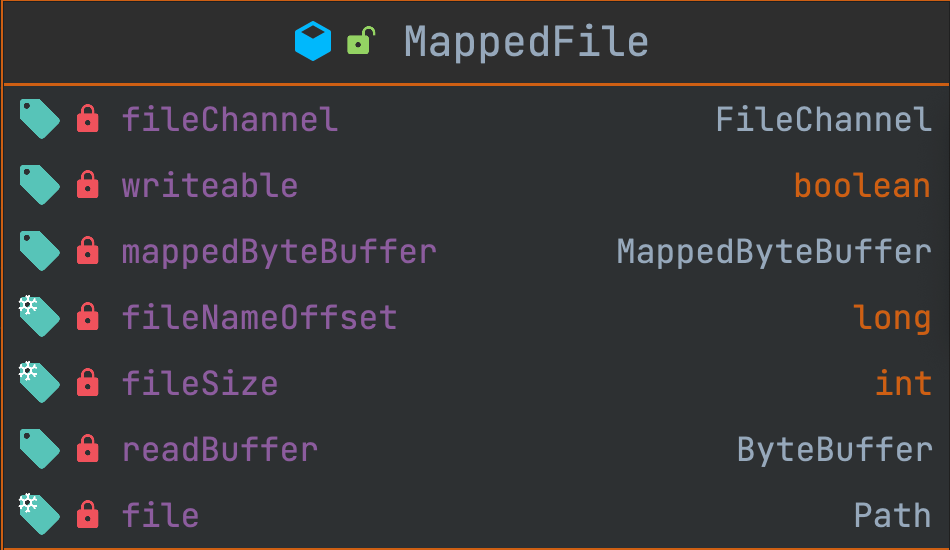 MappedFile
fileChannel FileChannel
writeable boolean
mappedByteBuffer MappedByteBuffer
fileNameOffset long
fileSize int
readBuffer ByteBuffer
file Path